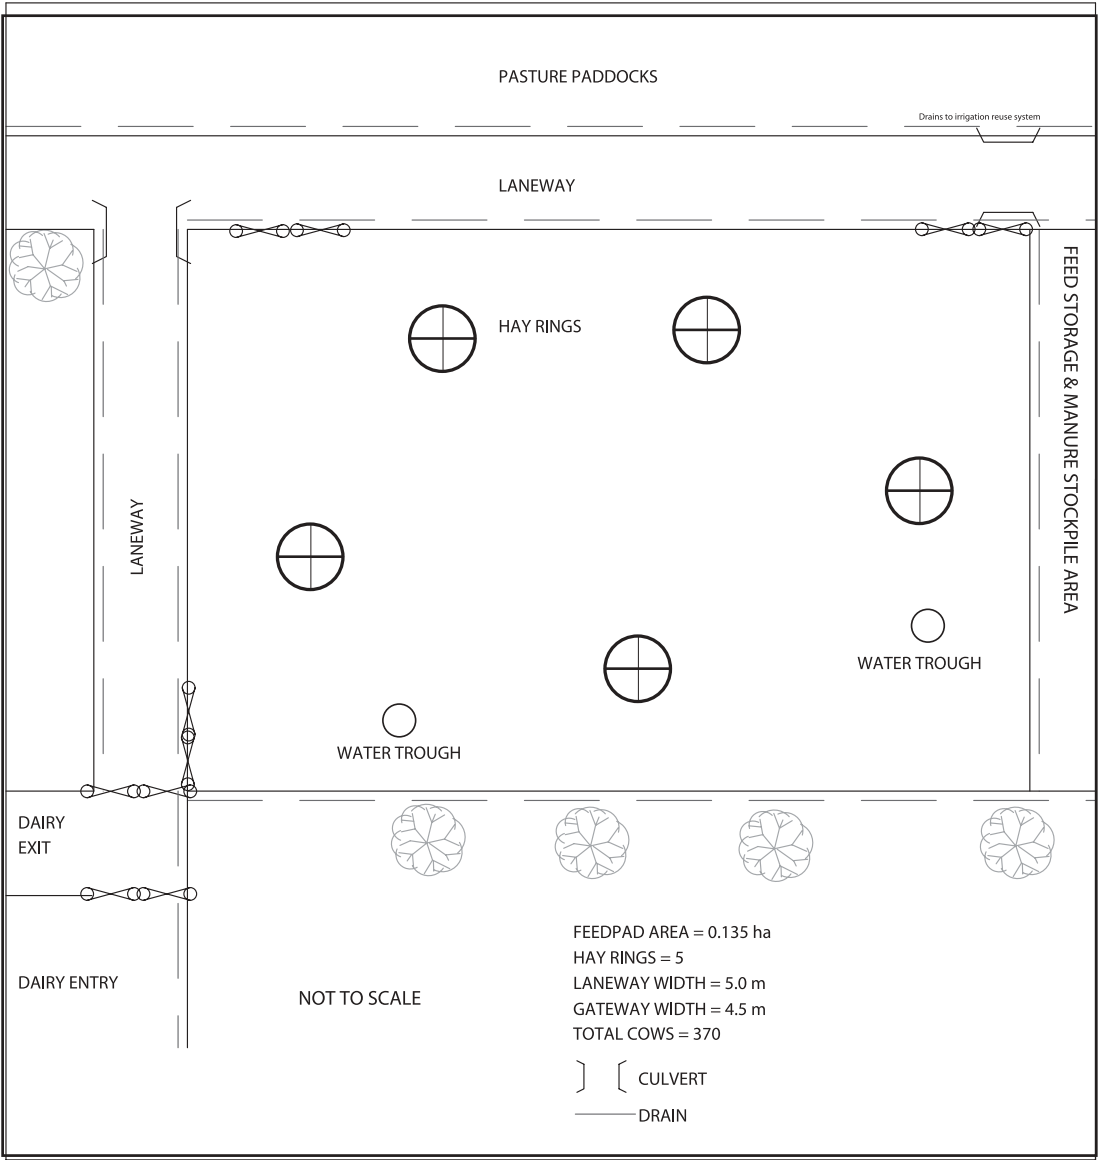 PASTURE PADDOCKS
Drains to irrigation reuse system
LANEWAY
HAY RINGS
FEED STORAGE & MANURE STOCKPILE AREA
LANEWAY
WATER TROUGH
WATER TROUGH
DAIRY
EXIT
DAIRY ENTRY
NOT TO SCALE
FEEDPAD AREA = 0.135 ha
HAY RINGS = 5
LANEWAY WIDTH = 5.0 m
GATEWAY WIDTH = 4.5 m
TOTAL COWS = 370
CULVERT
DRAIN